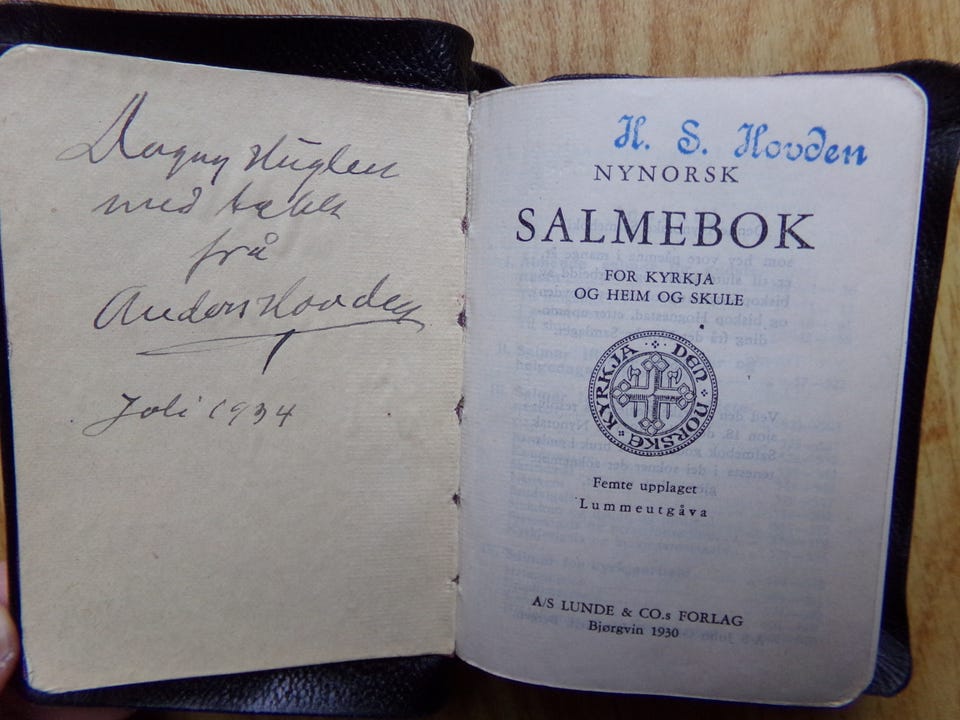 Dagny Huglen
med takk
frå
Anders Hovden
Joli 1934
H. S. Hovden
NYNORSK
SALMEBOK
FOR KYRKJA
OG HEIM OG SKULE
DEN NORSKE KYRKJA
Femte upplaget
Lummeutgåva
A/S LUNDE & CO.s FORLAG
Bjørgvin 1930